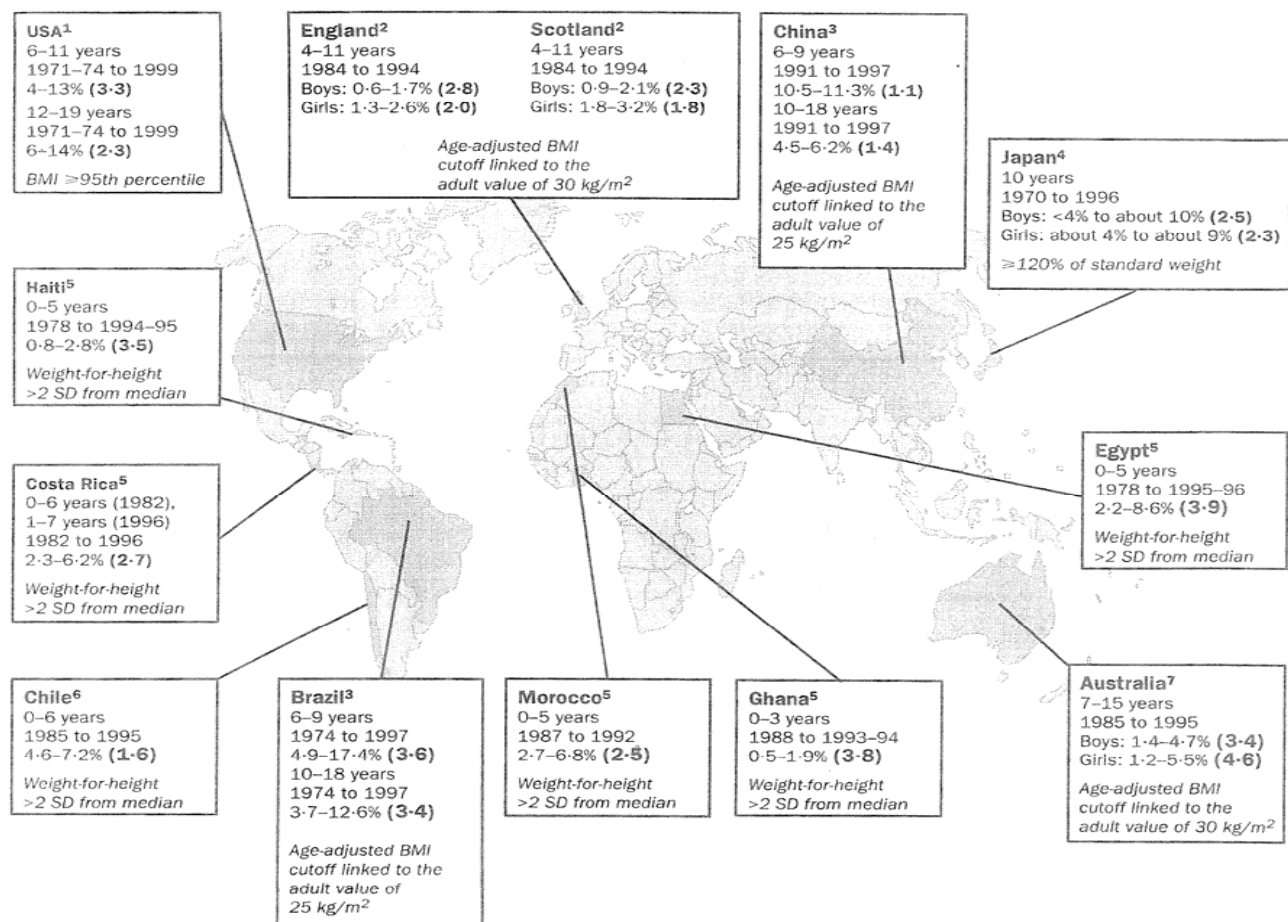 USA¹
6–11 years
1971–74 to 1999
4–13% (3·3)
12–19 years
1971–74 to 1999
6–14% (2·3)
BMI ⩾95th percentile
England²
4–11 years
1984 to 1994
Boys: 0·6–1·7% (2·8)
Girls: 1·3–2·6% (2·0)
Scotland²
4–11 years
1984 to 1994
Boys: 0·9–2·1% (2·3)
Girls: 1·8–3·2% (1·8)
Age-adjusted BMI
cutoff linked to the
adult value of 30 kg/m²
China³
6–9 years
1991 to 1997
10·5–11·3% (1·1)
10–18 years
1991 to 1997
4·5–6·2% (1·4)
Age-adjusted BMI
cutoff linked to the
adult value of
25 kg/m²
Japan⁴
10 years
1970 to 1996
Boys: <4% to about 10% (2·5)
Girls: about 4% to about 9% (2·3)
⩾120% of standard weight
Haiti⁵
0–5 years
1978 to 1994–95
0·8–2·8% (3·5)
Weight-for-height
>2 SD from median
Costa Rica⁵
0–6 years (1982),
1–7 years (1996)
1982 to 1996
2·3–6·2% (2·7)
Weight-for-height
>2 SD from median
Egypt⁵
0–5 years
1978 to 1995–96
2·2–8·6% (3·9)
Weight-for-height
>2 SD from median
Chile⁶
0–6 years
1985 to 1995
4·6–7·2% (1·6)
Weight-for-height
>2 SD from median
Brazil³
6–9 years
1974 to 1997
4·9–17·4% (3·6)
10–18 years
1974 to 1997
3·7–12·6% (3·4)
Age-adjusted BMI
cutoff linked to the
adult value of
25 kg/m²
Morocco⁵
0–5 years
1987 to 1992
2·7–6·8% (2·5)
Weight-for-height
>2 SD from median
Ghana⁵
0–3 years
1988 to 1993–94
0·5–1·9% (3·8)
Weight-for-height
>2 SD from median
Australia⁷
7–15 years
1985 to 1995
Boys: 1·4–4·7% (3·4)
Girls: 1·2–5·5% (4·6)
Age-adjusted BMI
cutoff linked to the
adult value of 30 kg/m²